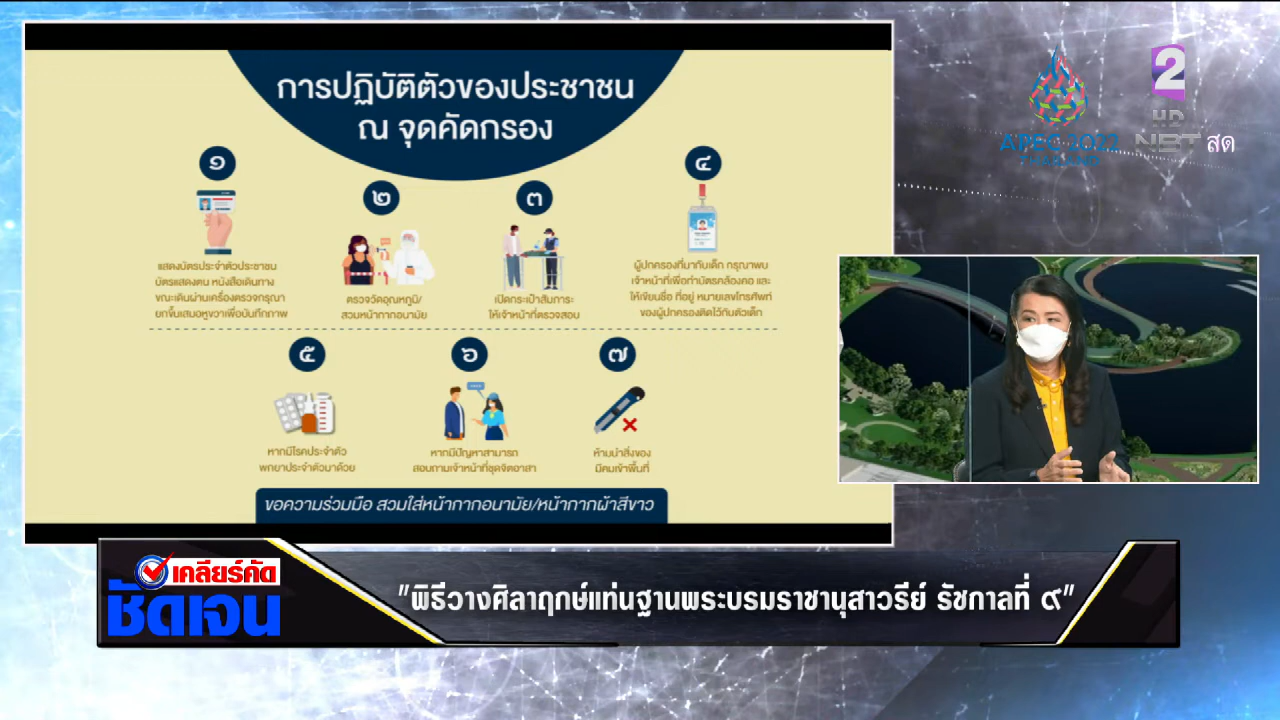 การปฏิบัติตัวของประชาชน
ณ จุดคัดกรอง
๑
แสดงบัตรประจำตัวประชาชน
บัตรแสดงตน หนังสือเดินทาง
ขณะเดินผ่านเครื่องตรวจกรุณา
ยกขึ้นเสมอหูขวาเพื่อบันทึกภาพ
๒
ตรวจวัดอุณหภูมิ/
สวมหน้ากากอนามัย
๓
เปิดกระเป๋าสัมภาระ
ให้เจ้าหน้าที่ตรวจสอบ
๔
ผู้ปกครองที่มากับเด็ก กรุณาพบ
เจ้าหน้าที่เพื่อทำบัตรคล้องคอ และ
ให้เขียนชื่อ ที่อยู่ หมายเลขโทรศัพท์
ของผู้ปกครองติดไว้กับตัวเด็ก
๕
หากมีโรคประจำตัว
พกยาประจำตัวมาด้วย
๖
หากมีปัญหาสามารถ
สอบถามเจ้าหน้าที่ชุดจิตอาสา
๗
ห้ามนำสิ่งของ
มีคมเข้าพื้นที่
ขอความร่วมมือ สวมใส่หน้ากากอนามัย/หน้ากากผ้าสีขาว
APEC 2022
THAILAND
2
HD
NBT สด
เคลียร์คัด
ชัดเจน
"พิธีวางศิลาฤกษ์แท่นฐานพระบรมราชานุสาวรีย์ รัชกาลที่ ๙"